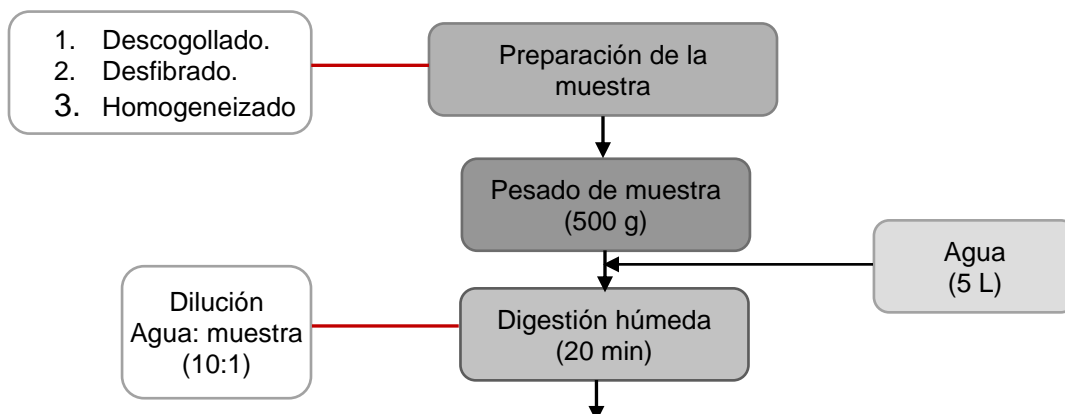 1. Descogollado.
2. Desfibrado.
3. Homogeneizado
Preparación de la
muestra
Pesado de muestra
(500 g)
Agua
(5 L)
Dilución
Agua: muestra
(10:1)
Digestión húmeda
(20 min)